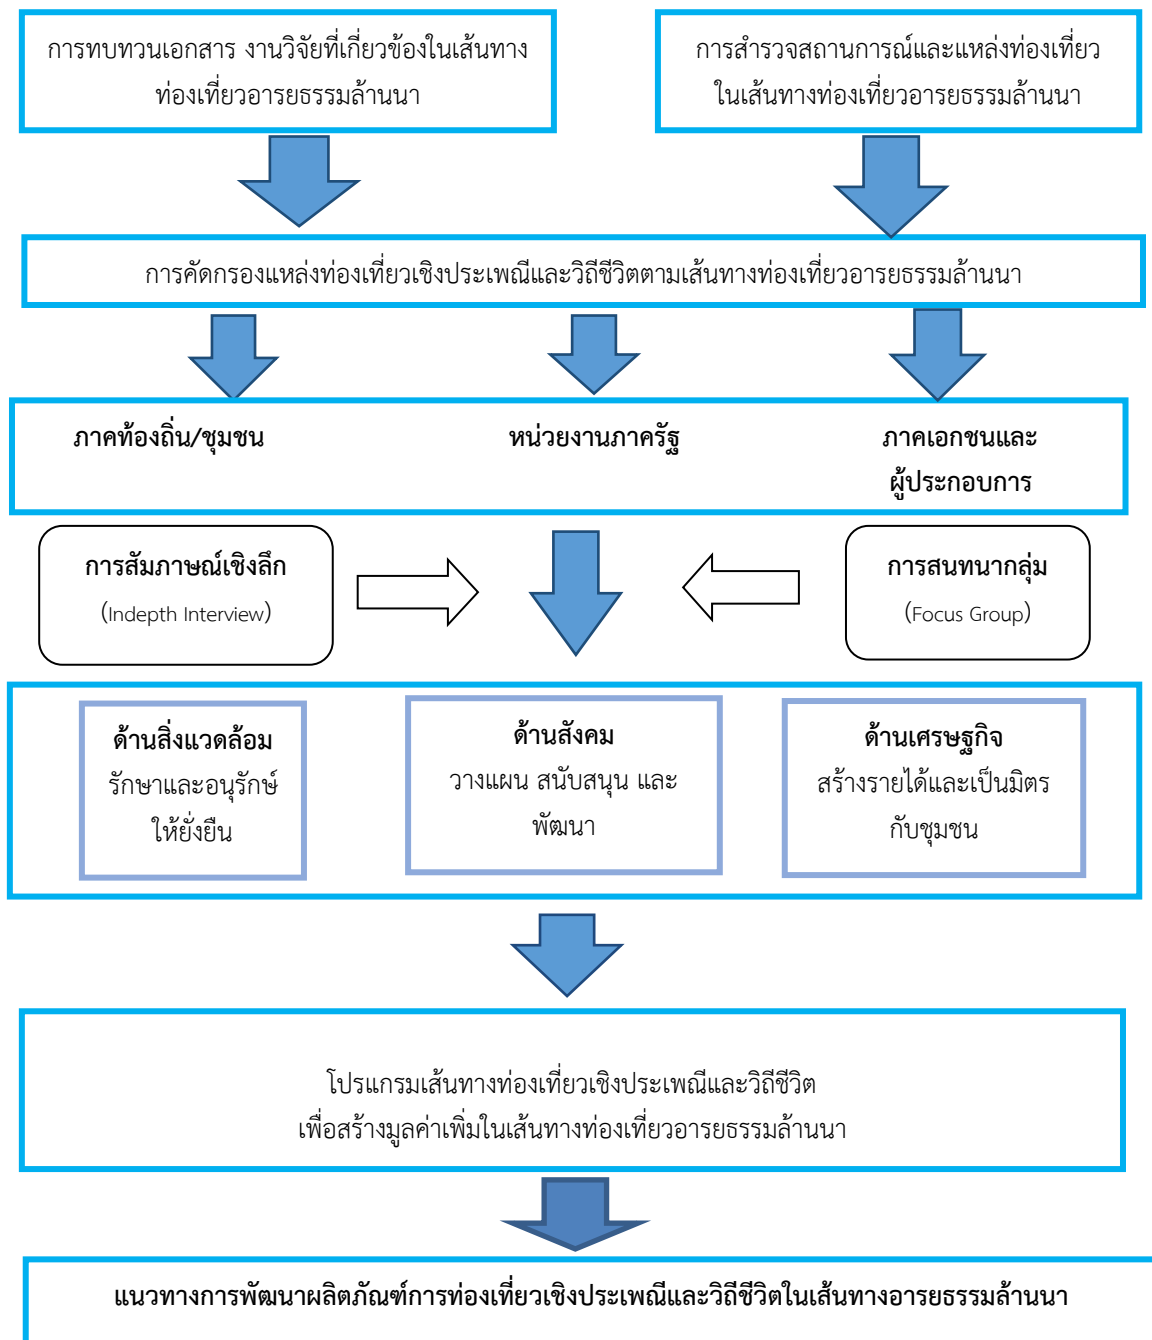 การทบทวนเอกสาร งานวิจัยที่เกี่ยวข้องในเส้นทาง
ท่องเที่ยวอารยธรรมล้านนา
การสำรวจสถานการณ์และแหล่งท่องเที่ยว
ในเส้นทางท่องเที่ยวอารยธรรมล้านนา
การคัดกรองแหล่งท่องเที่ยวเชิงประเพณีและวิถีชีวิตตามเส้นทางท่องเที่ยวอารยธรรมล้านนา
ภาคท้องถิ่น/ชุมชน
หน่วยงานภาครัฐ
ภาคเอกชนและ
ผู้ประกอบการ
การสัมภาษณ์เชิงลึก
(Indepth Interview)
การสนทนากลุ่ม
(Focus Group)
ด้านสิ่งแวดล้อม
รักษาและอนุรักษ์
ให้ยั่งยืน
ด้านสังคม
วางแผน สนับสนุน และ
พัฒนา
ด้านเศรษฐกิจ
สร้างรายได้และเป็นมิตร
กับชุมชน
โปรแกรมเส้นทางท่องเที่ยวเชิงประเพณีและวิถีชีวิต
เพื่อสร้างมูลค่าเพิ่มในเส้นทางท่องเที่ยวอารยธรรมล้านนา
แนวทางการพัฒนาผลิตภัณฑ์การท่องเที่ยวเชิงประเพณีและวิถีชีวิตในเส้นทางอารยธรรมล้านนา